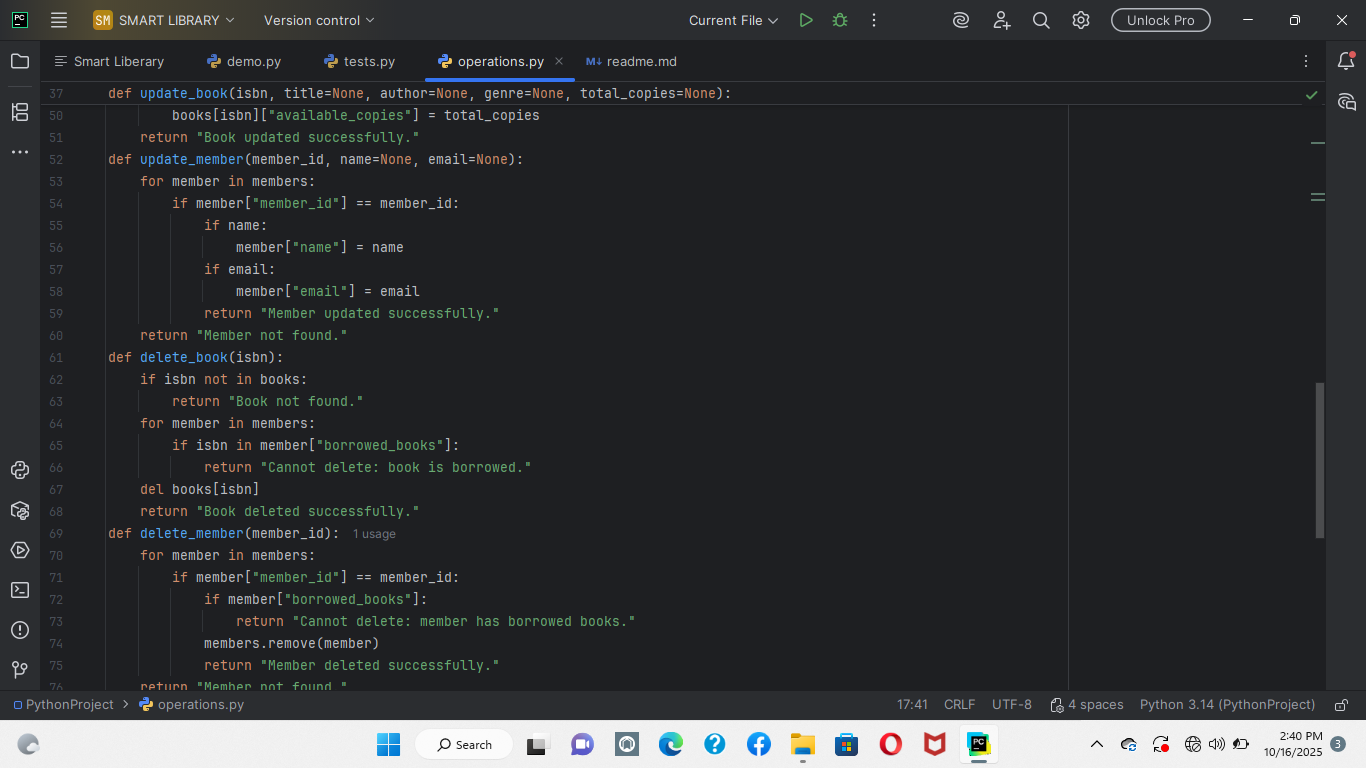 PC
SM SMART LIBRARY Version control Current File Unlock Pro
Smart Liberary demo.py tests.py operations.py M↓ readme.md
37 def update_book(isbn, title=None, author=None, genre=None, total_copies=None):
50 books[isbn]["available_copies"] = total_copies
51 return "Book updated successfully."
52 def update_member(member_id, name=None, email=None):
53 for member in members:
54 if member["member_id"] == member_id:
55 if name:
56 member["name"] = name
57 if email:
58 member["email"] = email
59 return "Member updated successfully."
60 return "Member not found."
61 def delete_book(isbn):
62 if isbn not in books:
63 return "Book not found."
64 for member in members:
65 if isbn in member["borrowed_books"]:
66 return "Cannot delete: book is borrowed."
67 del books[isbn]
68 return "Book deleted successfully."
69 def delete_member(member_id): 1 usage
70 for member in members:
71 if member["member_id"] == member_id:
72 if member["borrowed_books"]:
73 return "Cannot delete: member has borrowed books."
74 members.remove(member)
75 return "Member deleted successfully."
76 return "Member not found."
PythonProject > operations.py 17:41 CRLF UTF-8 4 spaces Python 3.14 (PythonProject)
Search PC 2:40 PM
10/16/2025 3